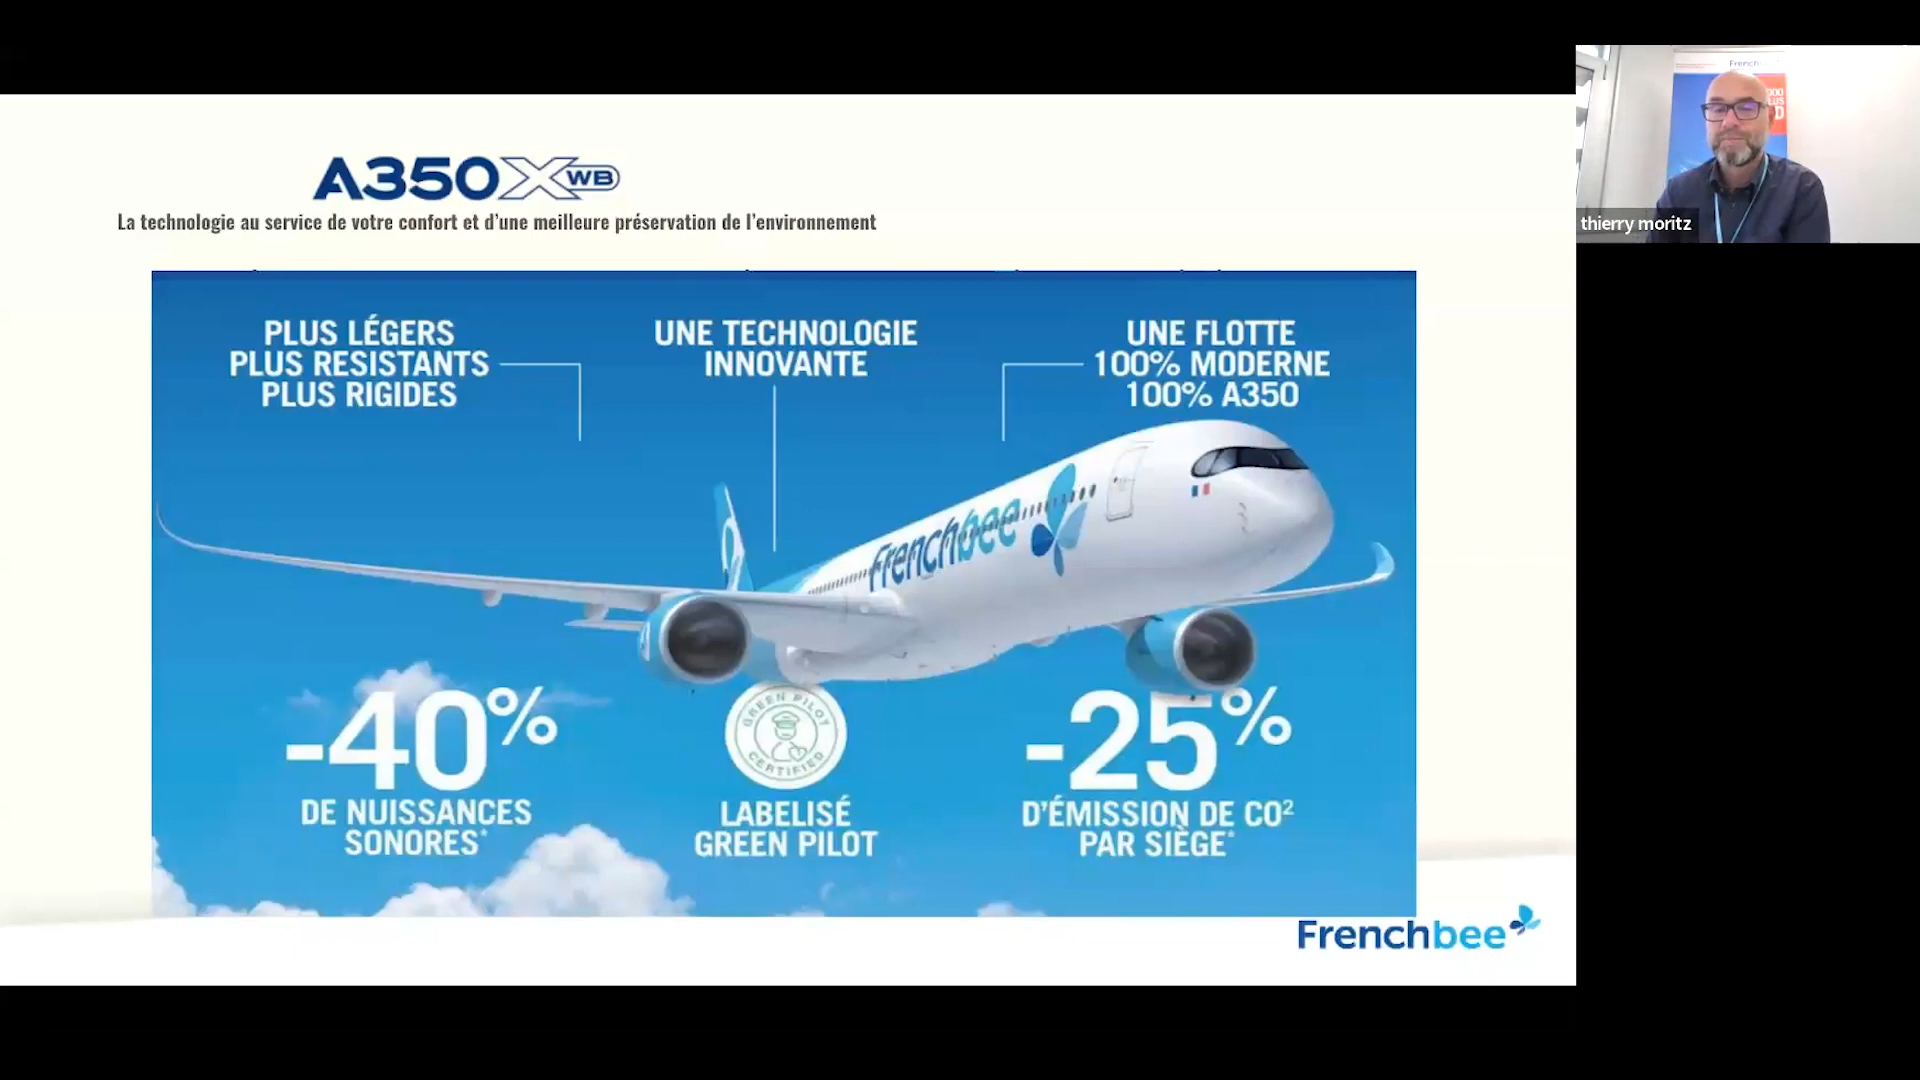 A350XWB
La technologie au service de votre confort et d'une meilleure préservation de l'environnement
PLUS LÉGERS
PLUS RESISTANTS
PLUS RIGIDES
UNE TECHNOLOGIE
INNOVANTE
UNE FLOTTE
100% MODERNE
100% A350
Frenchbee
-40%
DE NUISSANCES
SONORES*
GREEN PILOT
CERTIFIED
LABELISÉ
GREEN PILOT
-25%
D'ÉMISSION DE CO²
PAR SIÈGE*
Frenchbee
thierry moritz